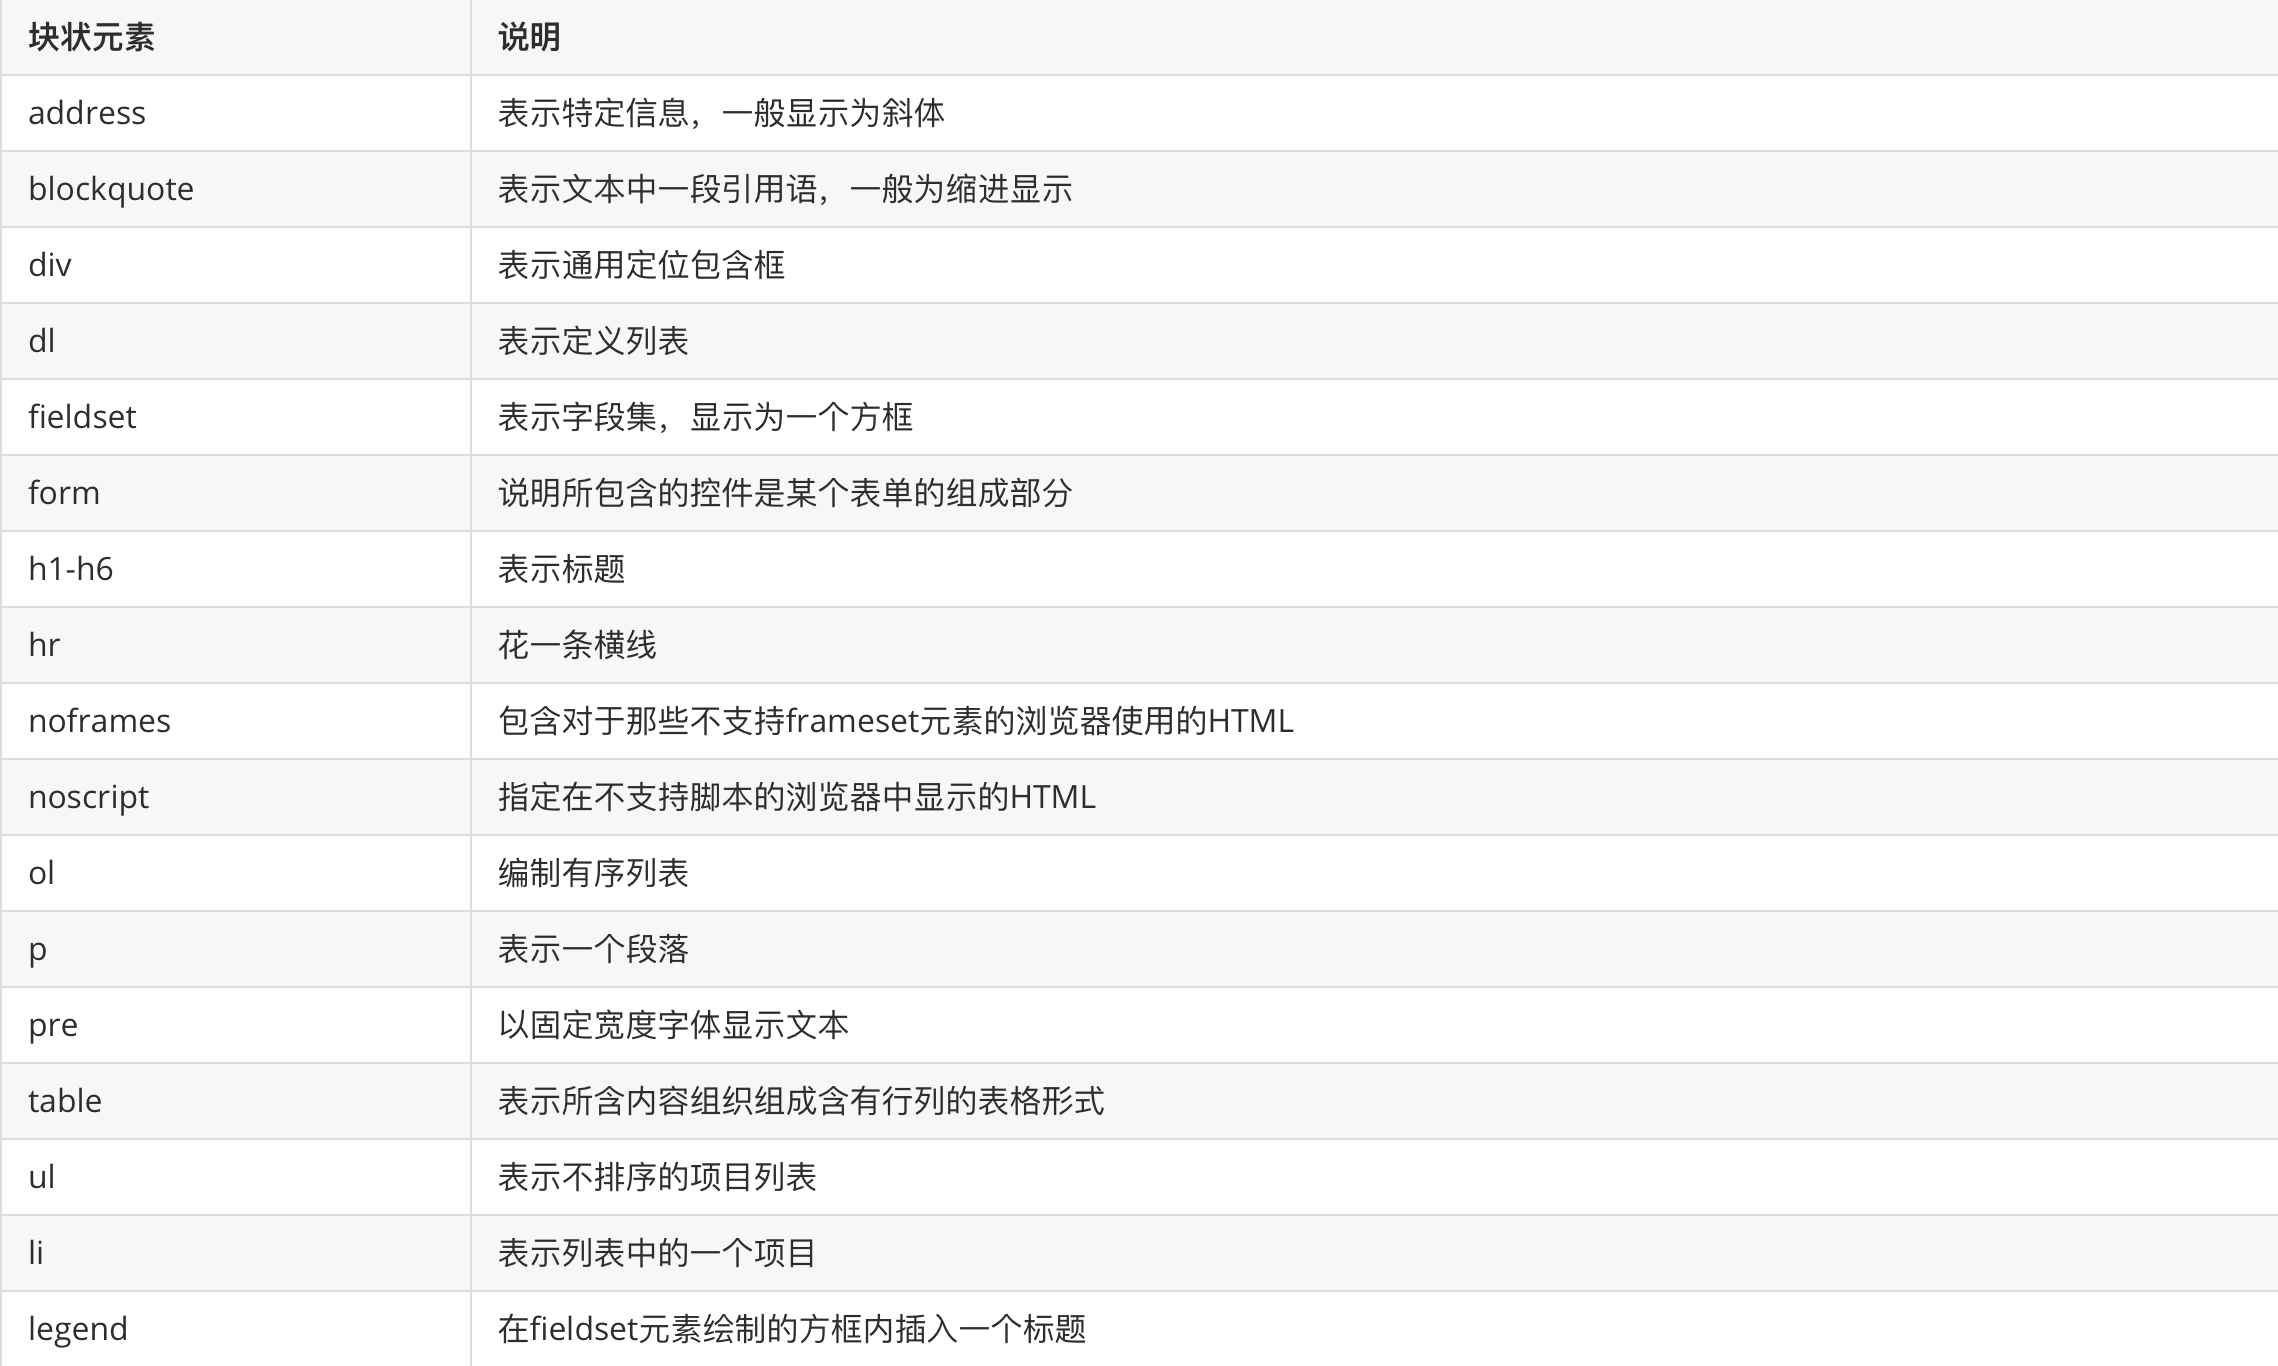 块状元素 说明
address 表示特定信息，一般显示为斜体
blockquote 表示文本中一段引用语，一般为缩进显示
div 表示通用定位包含框
dl 表示定义列表
fieldset 表示字段集，显示为一个方框
form 说明所包含的控件是某个表单的组成部分
h1-h6 表示标题
hr 花一条横线
noframes 包含对于那些不支持frameset元素的浏览器使用的HTML
noscript 指定在不支持脚本的浏览器中显示的HTML
ol 编制有序列表
p 表示一个段落
pre 以固定宽度字体显示文本
table 表示所含内容组织组成含有行列的表格形式
ul 表示不排序的项目列表
li 表示列表中的一个项目
legend 在fieldset元素绘制的方框内插入一个标题